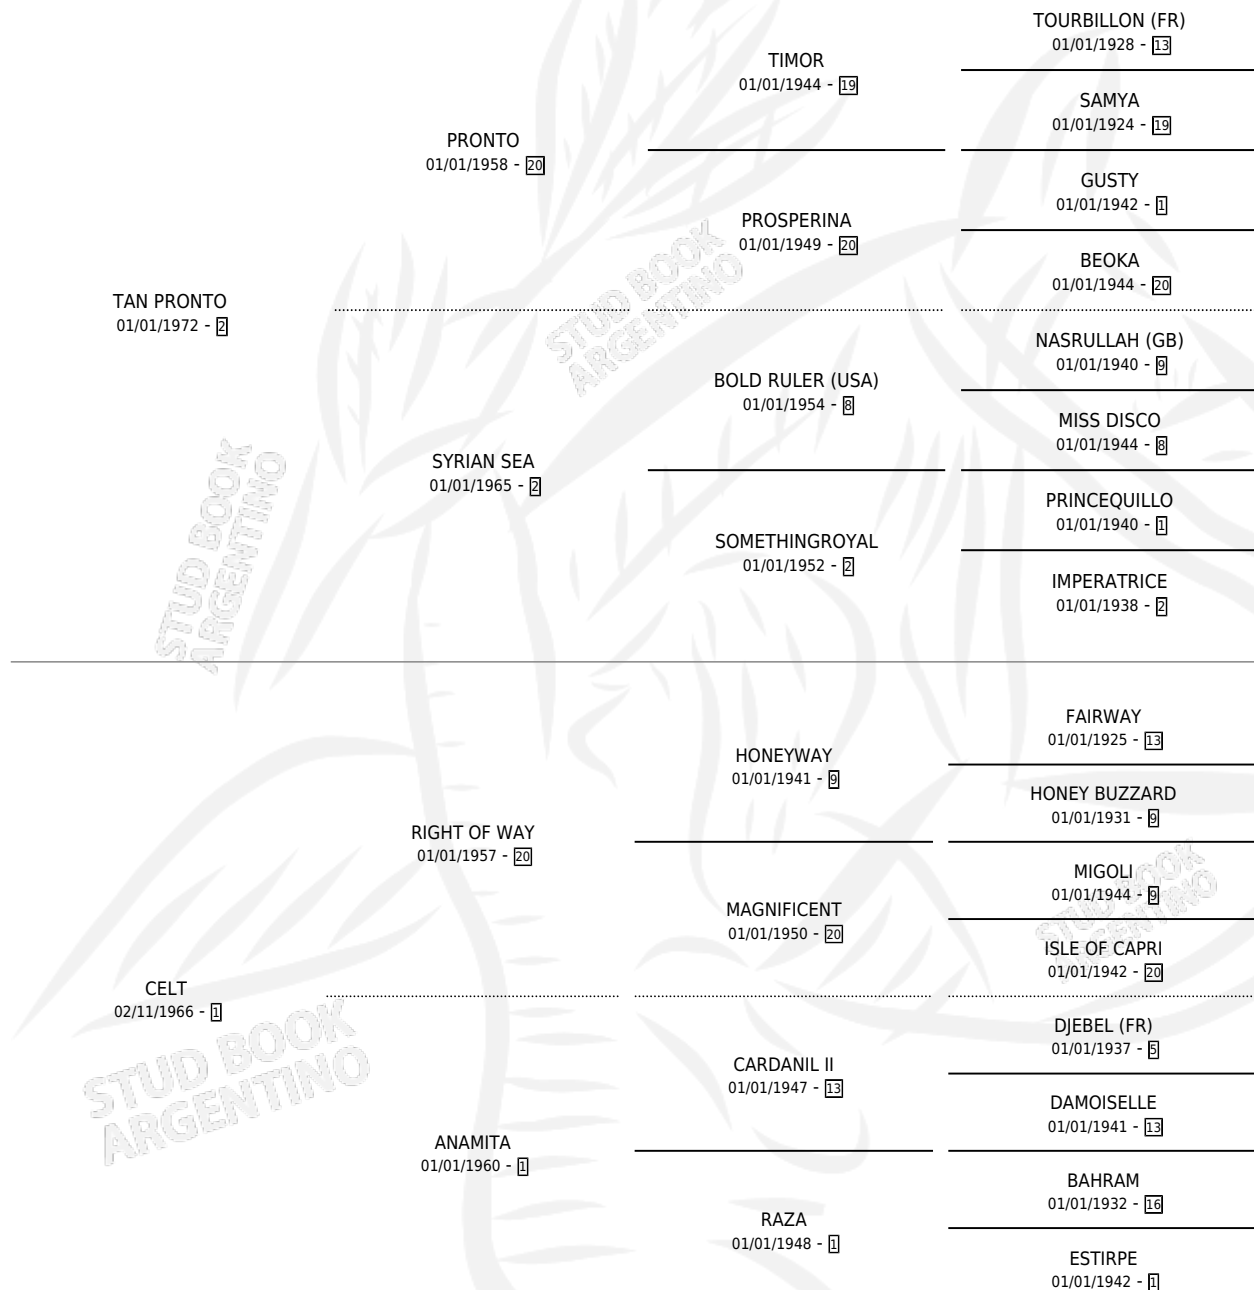 TOURBILLON (FR)
01/01/1928 - 13
TIMOR
01/01/1944 - 19
SAMYA
01/01/1924 - 19
PRONTO
01/01/1958 - 20
GUSTY
01/01/1942 - 1
PROSPERINA
01/01/1949 - 20
BEOKA
01/01/1944 - 20
TAN PRONTO
01/01/1972 - 2
NASRULLAH (GB)
01/01/1940 - 9
BOLD RULER (USA)
01/01/1954 - 8
MISS DISCO
01/01/1944 - 8
SYRIAN SEA
01/01/1965 - 2
PRINCEQUILLO
01/01/1940 - 1
SOMETHINGROYAL
01/01/1952 - 2
IMPERATRICE
01/01/1938 - 2
STUD BOOK
ARGENTINO
STUD BOOK
ARGENTINO
FAIRWAY
01/01/1925 - 13
HONEYWAY
01/01/1941 - 9
HONEY BUZZARD
01/01/1931 - 9
RIGHT OF WAY
01/01/1957 - 20
MIGOLI
01/01/1944 - 9
MAGNIFICENT
01/01/1950 - 20
ISLE OF CAPRI
01/01/1942 - 20
STUD BOOK
ARGENTINO
CELT
02/11/1966 - 1
DJEBEL (FR)
01/01/1937 - 5
CARDANIL II
01/01/1947 - 13
DAMOISELLE
01/01/1941 - 13
ANAMITA
01/01/1960 - 1
BAHRAM
01/01/1932 - 16
RAZA
01/01/1948 - 1
ESTIRPE
01/01/1942 - 1
STUD BOOK
ARGENTINO